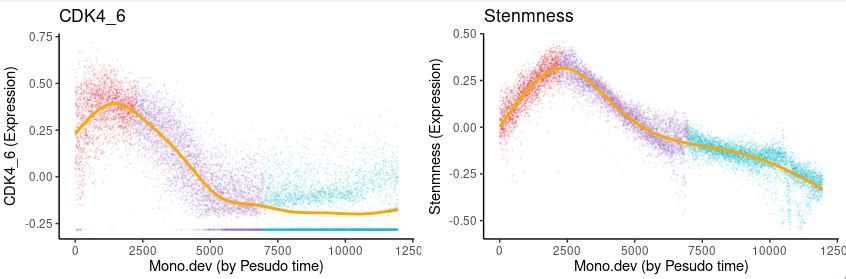 CDK4_6
CDK4_6 (Expression)
0.75
0.50
0.25
0.00
-0.25
0 2500 5000 7500 10000 1250
Mono.dev (by Pesudo time)
Stenmness
Stenmness (Expression)
0.50
0.25
0.00
-0.25
-0.50
0 2500 5000 7500 10000 1250
Mono.dev (by Pesudo time)